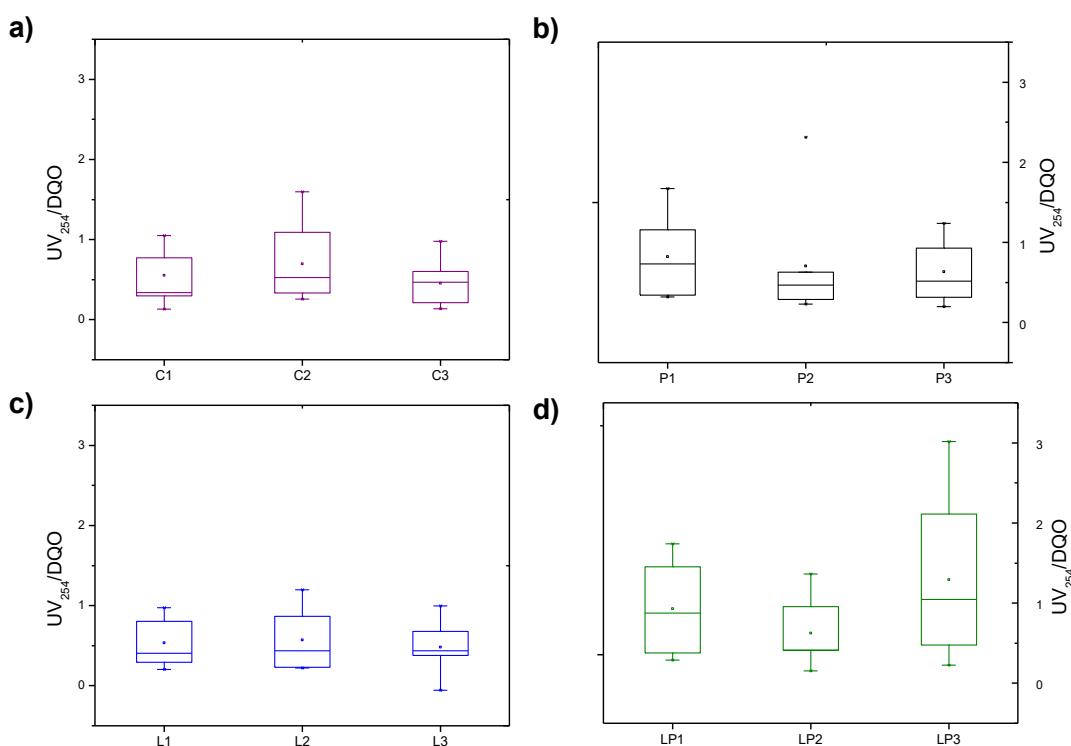 a)
3
2
1
0
UV254/DQO
C1 C2 C3
b)
3
2
1
0
UV254/DQO
P1 P2 P3
c)
3
2
1
0
UV254/DQO
L1 L2 L3
d)
3
2
1
0
UV254/DQO
LP1 LP2 LP3